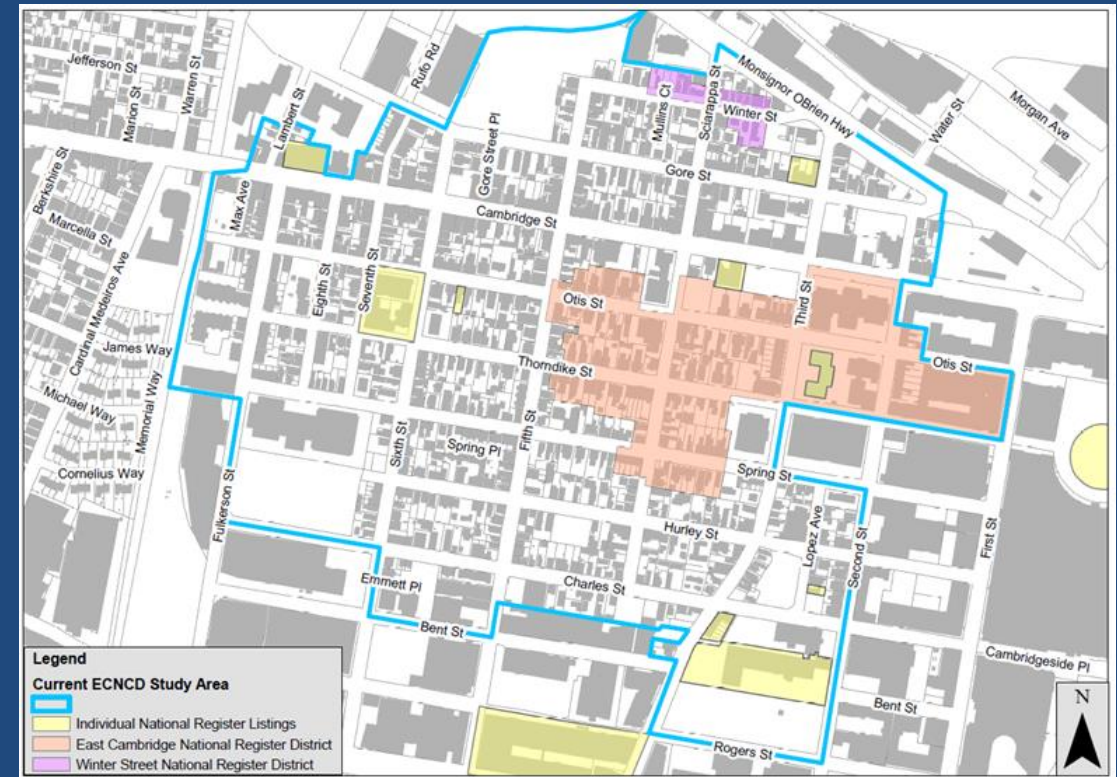 Jefferson St
Marion St
Warren St
Rufo Rd
Lambert St
Berkshire St
Marcella St
Max Ave
Cardinal Medeiros Ave
James Way
Michael Way
Memorial Way
Cornelius Way
Fulkerson St
Gore Street Pl
Mullins Ct
Sciarappa St
Winter St
Monsignor OBrien Hwy
Water St
Morgan Ave
Gore St
Cambridge St
Eighth St
Seventh St
Otis St
Third St
Otis St
Thorndike St
Sixth St
Spring Pl
Fifth St
Spring St
Hurley St
Lopez Ave
Second St
First St
Emmett Pl
Charles St
Bent St
Cambridgeside Pl
Bent St
Rogers St
Legend
Current ECNCD Study Area
Individual National Register Listings
East Cambridge National Register District
Winter Street National Register District
N